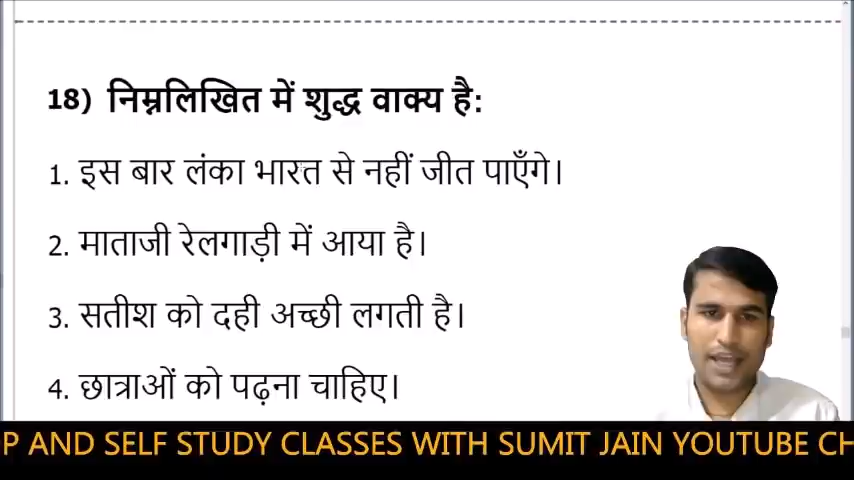 18) निम्नलिखित में शुद्ध वाक्य है:
1. इस बार लंका भारत से नहीं जीत पाएँगे।
2. माताजी रेलगाड़ी में आया है।
3. सतीश को दही अच्छी लगती है।
4. छात्राओं को पढ़ना चाहिए।
P AND SELF STUDY CLASSES WITH SUMIT JAIN YOUTUBE CH